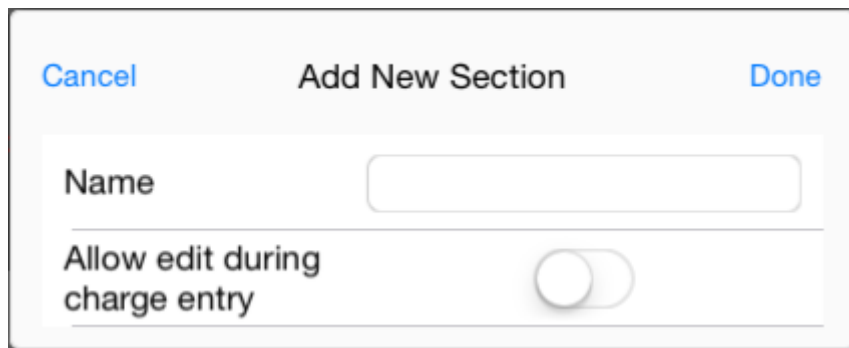 Cancel Add New Section Done
Name
Allow edit during
charge entry